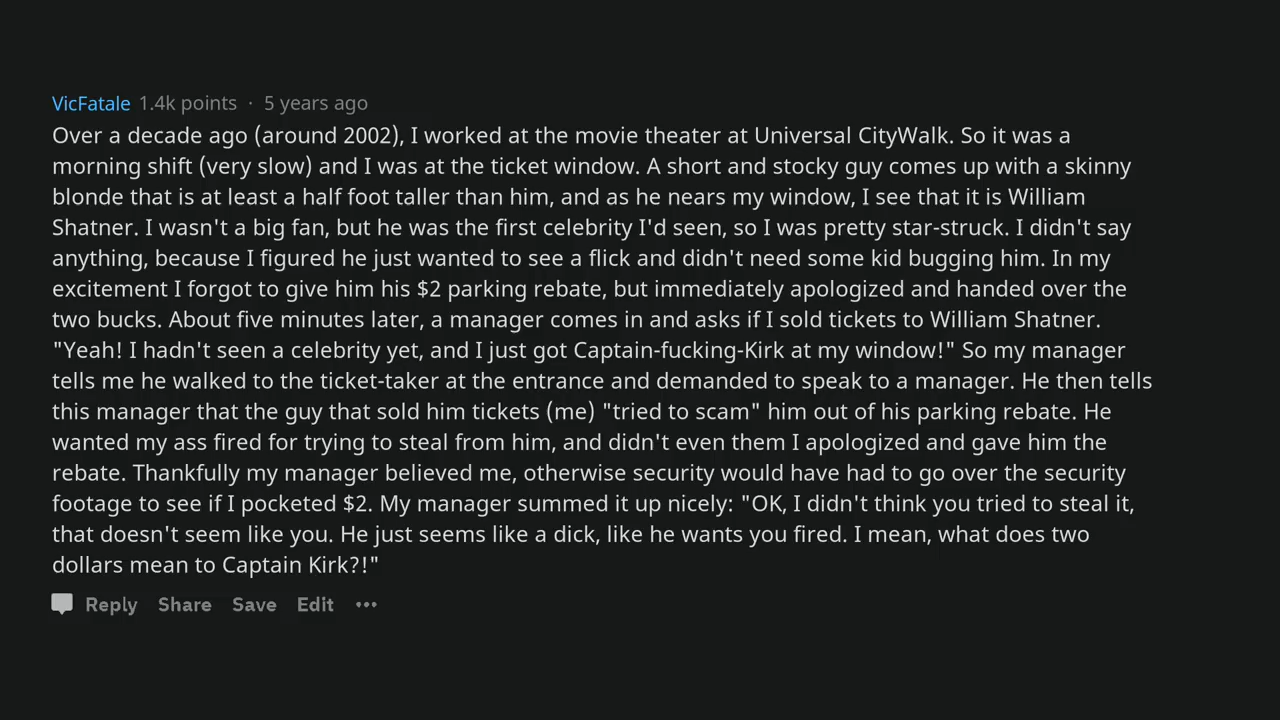 VicFatale 1.4k points · 5 years ago
Over a decade ago (around 2002), I worked at the movie theater at Universal CityWalk. So it was a
morning shift (very slow) and I was at the ticket window. A short and stocky guy comes up with a skinny
blonde that is at least a half foot taller than him, and as he nears my window, I see that it is William
Shatner. I wasn't a big fan, but he was the first celebrity I'd seen, so I was pretty star-struck. I didn't say
anything, because I figured he just wanted to see a flick and didn't need some kid bugging him. In my
excitement I forgot to give him his $2 parking rebate, but immediately apologized and handed over the
two bucks. About five minutes later, a manager comes in and asks if I sold tickets to William Shatner.
"Yeah! I hadn't seen a celebrity yet, and I just got Captain-fucking-Kirk at my window!" So my manager
tells me he walked to the ticket-taker at the entrance and demanded to speak to a manager. He then tells
this manager that the guy that sold him tickets (me) "tried to scam" him out of his parking rebate. He
wanted my ass fired for trying to steal from him, and didn't even them I apologized and gave him the
rebate. Thankfully my manager believed me, otherwise security would have had to go over the security
footage to see if I pocketed $2. My manager summed it up nicely: "OK, I didn't think you tried to steal it,
that doesn't seem like you. He just seems like a dick, like he wants you fired. I mean, what does two
dollars mean to Captain Kirk?!"
Reply Share Save Edit ···